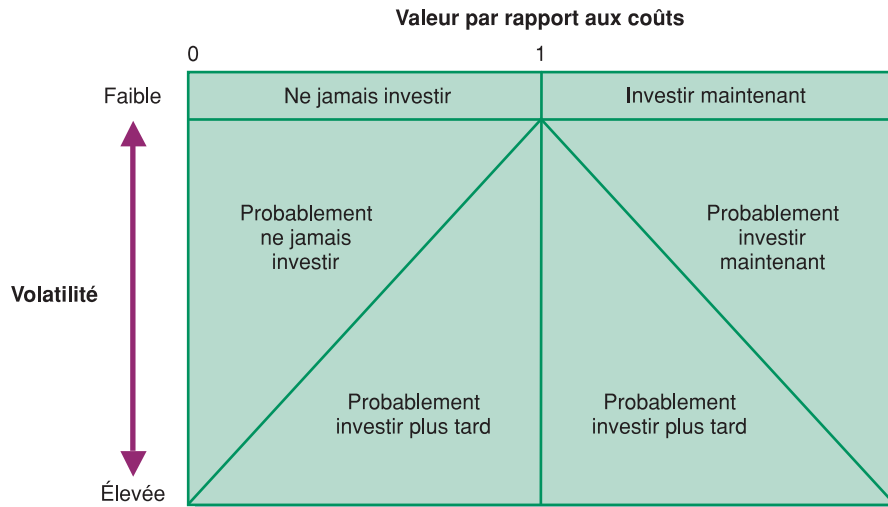 Valeur par rapport aux coûts
0
1
Faible
Ne jamais investir
Investir maintenant
Probablement
ne jamais
investir
Probablement
investir
maintenant
Volatilité
Probablement
investir plus tard
Probablement
investir plus tard
Élevée